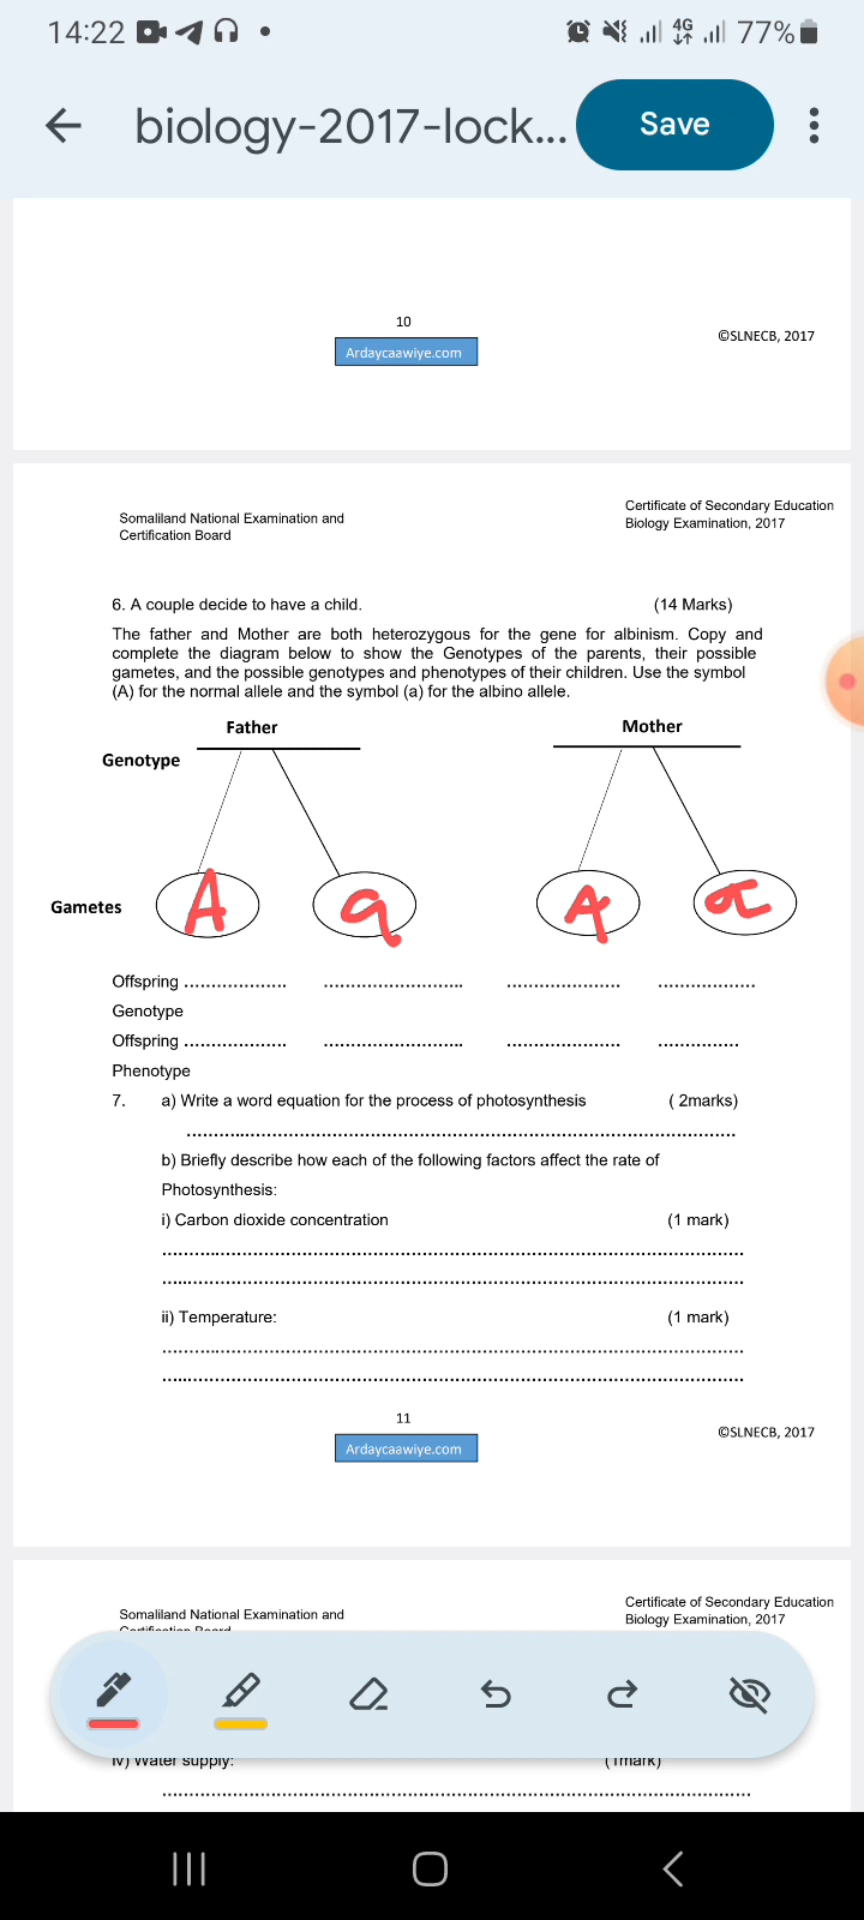 14:22
4G
77%
biology-2017-lock...
Save
10
Ardaycaawiye.com
©SLNECB, 2017
Somaliland National Examination and
Certification Board
Certificate of Secondary Education
Biology Examination, 2017
6. A couple decide to have a child. (14 Marks)
The father and Mother are both heterozygous for the gene for albinism. Copy and
complete the diagram below to show the Genotypes of the parents, their possible
gametes, and the possible genotypes and phenotypes of their children. Use the symbol
(A) for the normal allele and the symbol (a) for the albino allele.
Father Mother
Genotype
Gametes A a A a
Offspring ................... .......................... ..................... ..................
Genotype
Offspring ................... .......................... ..................... ...............
Phenotype
7. a) Write a word equation for the process of photosynthesis ( 2marks)
b) Briefly describe how each of the following factors affect the rate of
Photosynthesis:
i) Carbon dioxide concentration (1 mark)
ii) Temperature: (1 mark)
11
Ardaycaawiye.com
©SLNECB, 2017
Somaliland National Examination and
Certification Board
Certificate of Secondary Education
Biology Examination, 2017
iv) Water supply: (1mark)